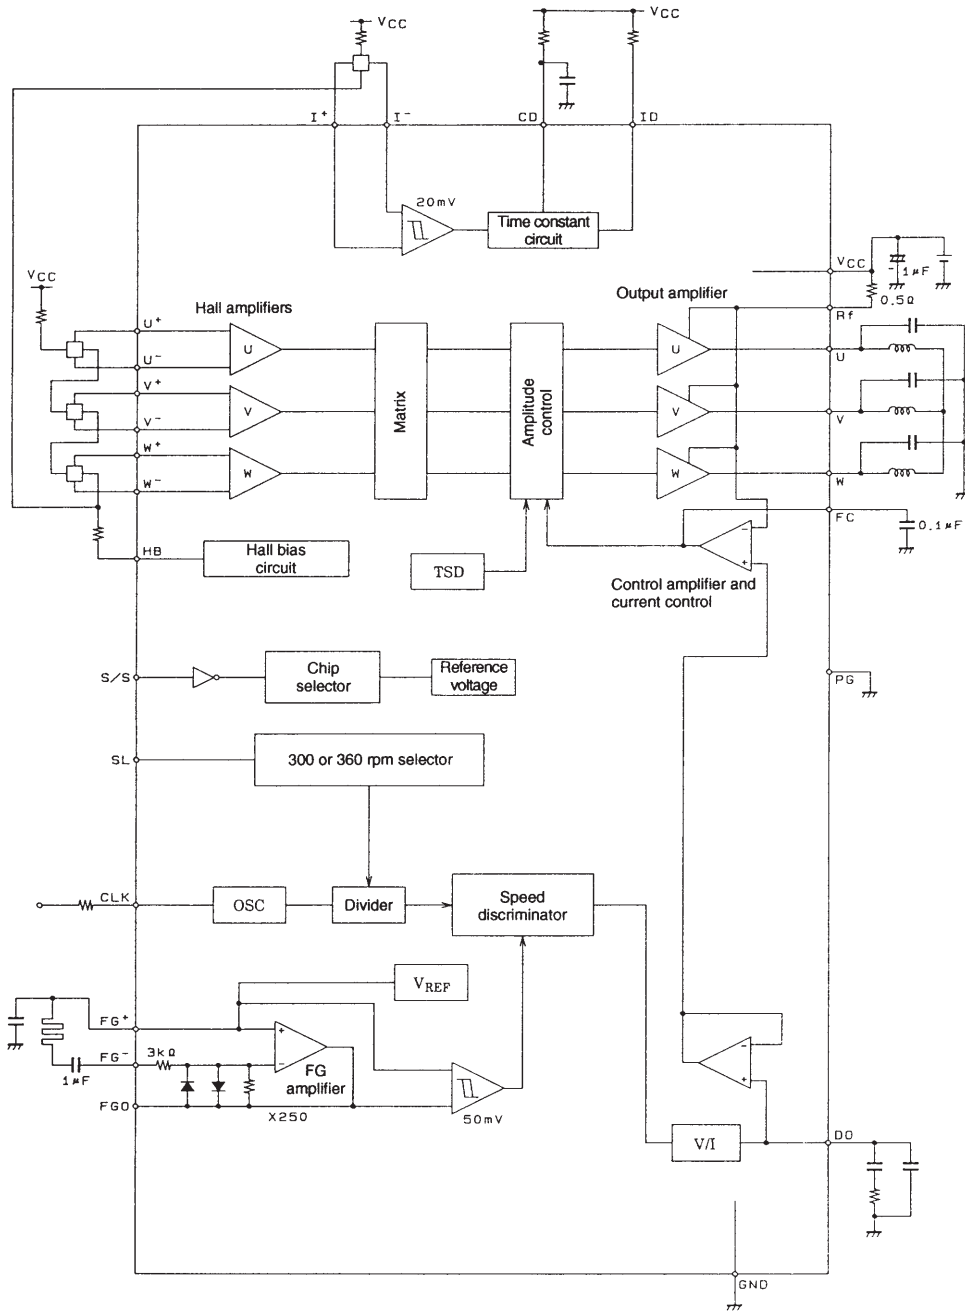 VCC
VCC
I+
I-
CD
ID
20mV
Time constant
circuit
VCC
1µF
0.5Ω
Rf
VCC
Hall amplifiers
Output amplifier
U+
U-
U
U
U
V+
V-
V
V
V
W+
W-
W
W
W
Matrix
Amplitude
control
FC
0.1µF
HB
Hall bias
circuit
TSD
-
+
Control amplifier and
current control
S/S
Chip
selector
Reference
voltage
PG
SL
300 or 360 rpm selector
CLK
OSC
Divider
Speed
discriminator
VREF
FG+
+
FG-
3kΩ
-
FG
amplifier
1µF
FGO
X250
50mV
-
+
V/I
DO
GND